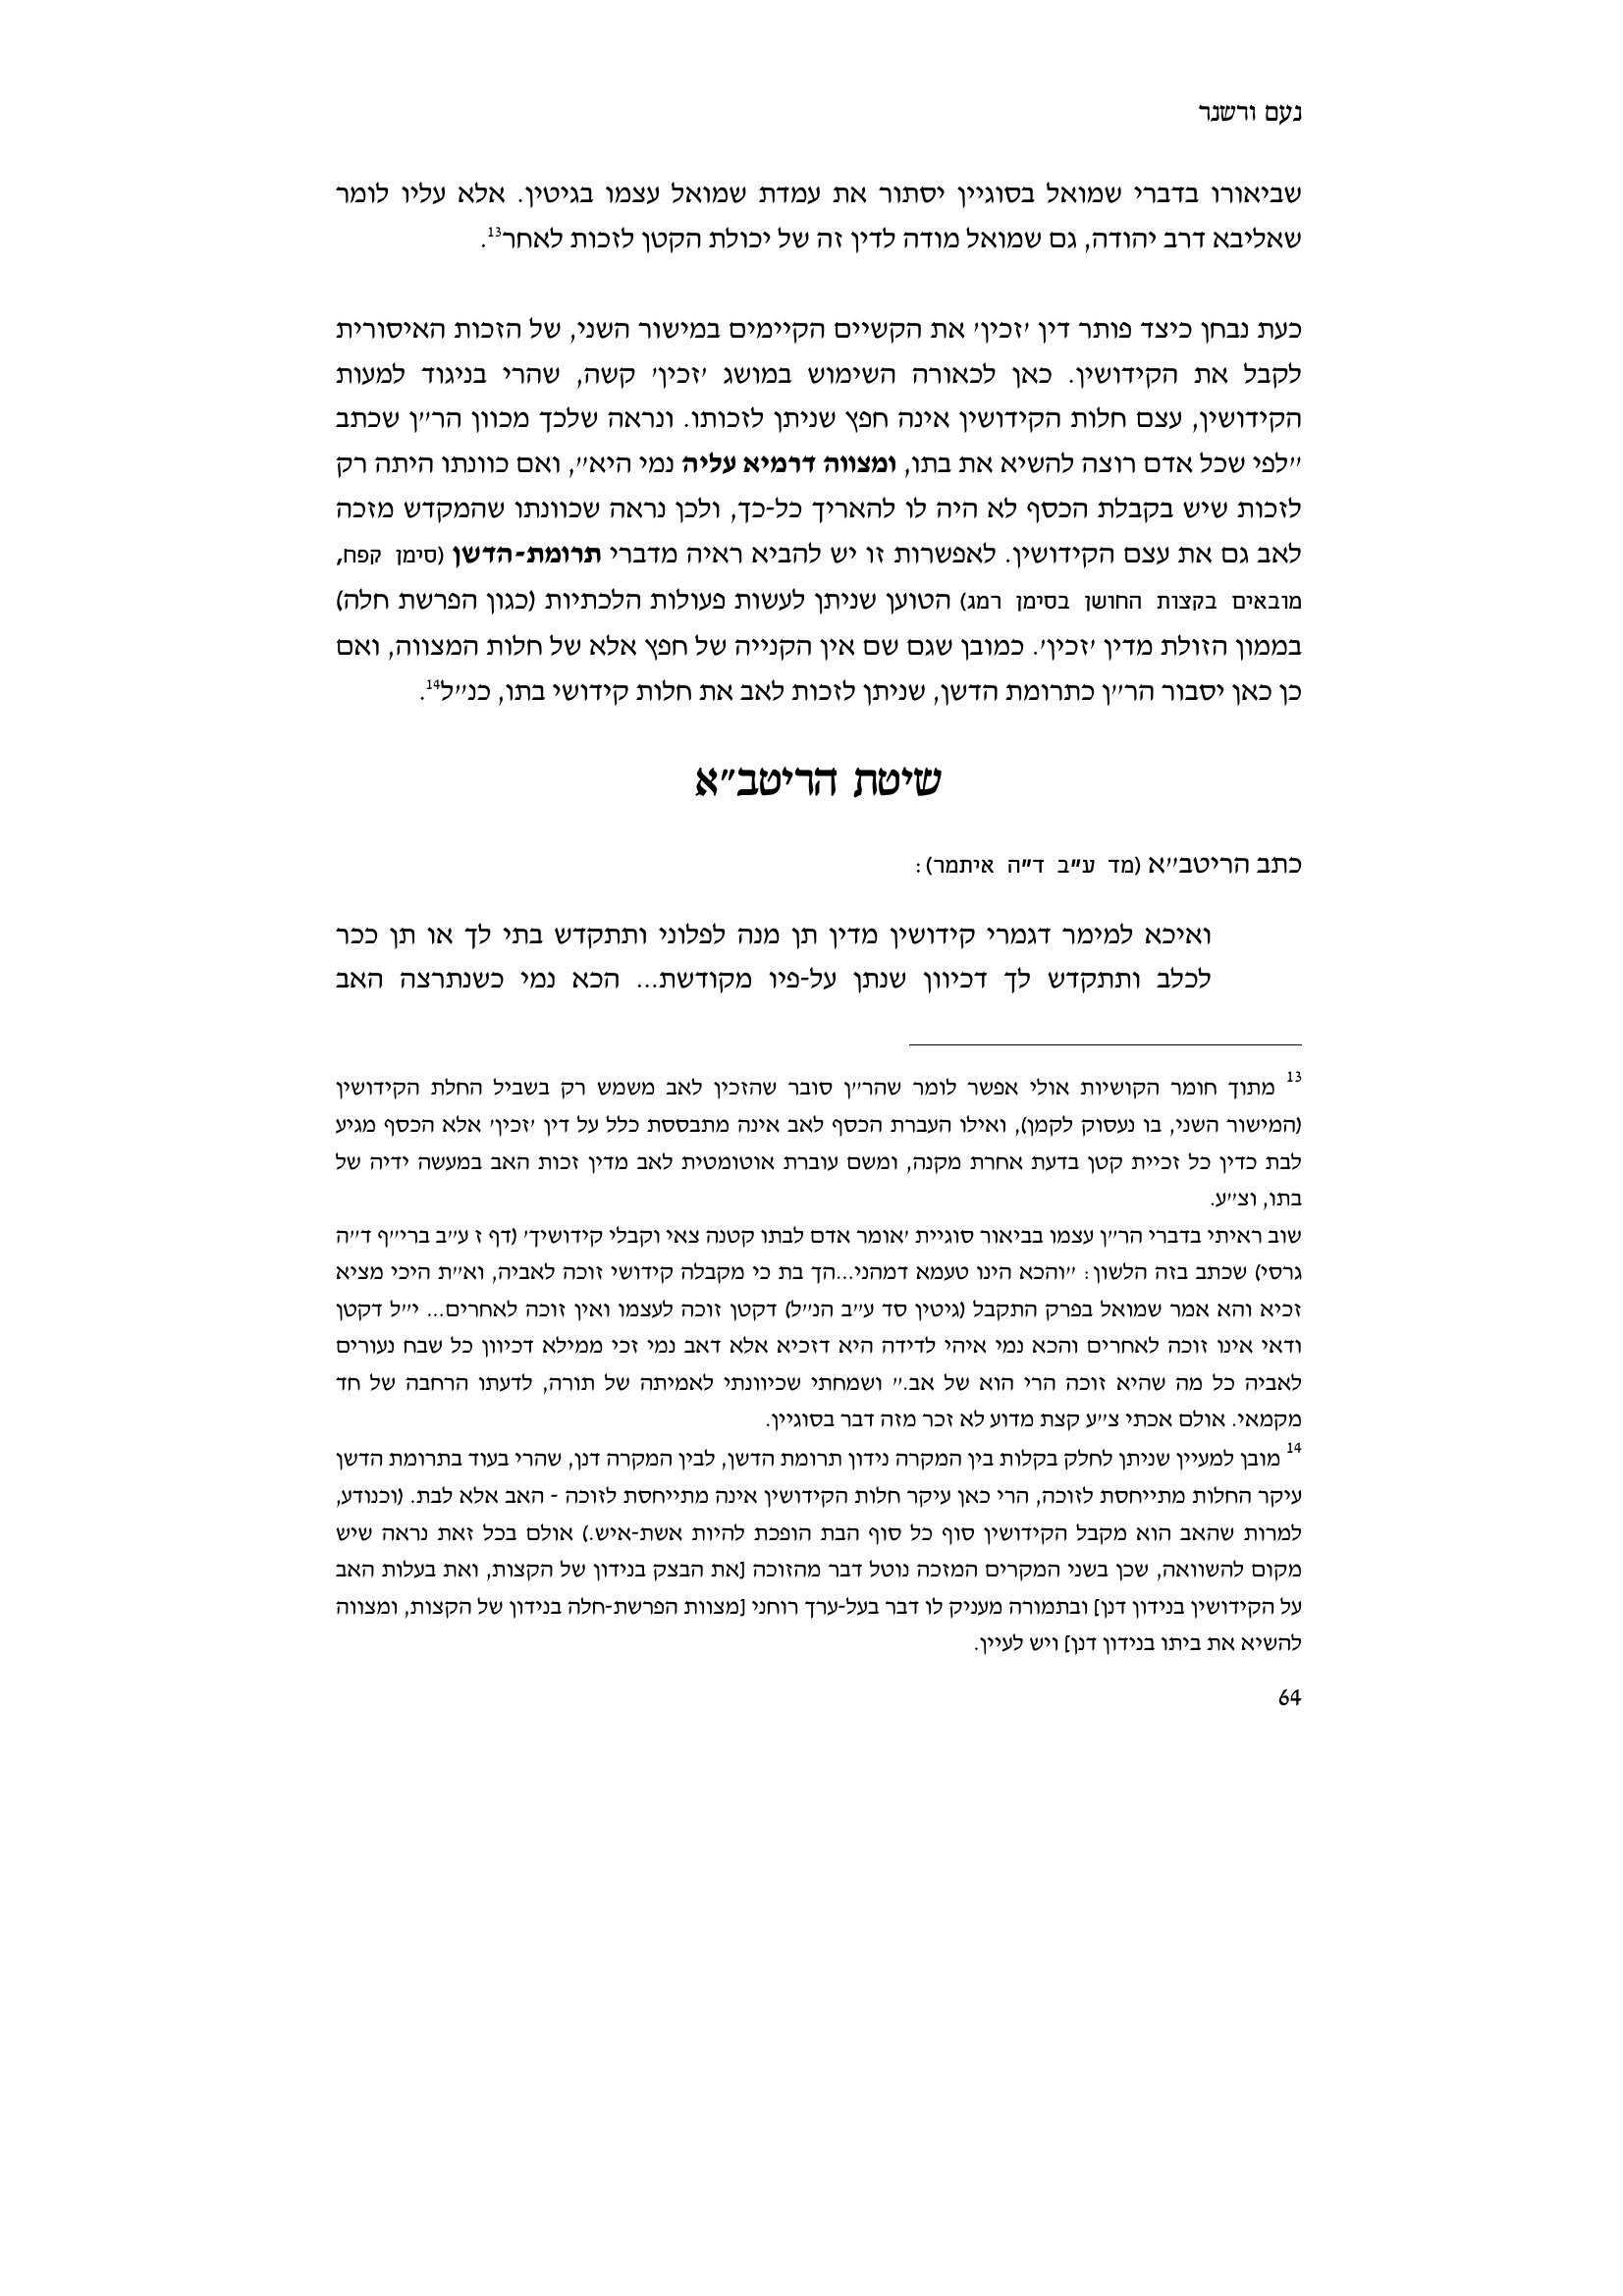 נעם ורשנר
שביאורו בדברי שמואל בסוגיין יסתור את עמדת שמואל עצמו בגיטין. אלא עליו לומר
שאליבא דרב יהודה, גם שמואל מודה לדין זה של יכולת הקטן לזכות לאחר13.
כעת נבחן כיצד פותר דין 'זכין' את הקשיים הקיימים במישור השני, של הזכות האיסורית
לקבל את הקידושין. כאן לכאורה השימוש במושג 'זכין' קשה, שהרי בניגוד למעות
הקידושין, עצם חלות הקידושין אינה חפץ שניתן לזכותו. ונראה שלכך מכוון הר"ן שכתב
"לפי שכל אדם רוצה להשיא את בתו, ומצווה דרמיא עליה נמי היא", ואם כוונתו היתה רק
לזכות שיש בקבלת הכסף לא היה לו להאריך כל-כך, ולכן נראה שכוונתו שהמקדש מזכה
לאב גם את עצם הקידושין. לאפשרות זו יש להביא ראיה מדברי תרומת-הדשן (סימן קפח,
מובאים בקצות החושן בסימן רמג) הטוען שניתן לעשות פעולות הלכתיות (כגון הפרשת חלה)
בממון הזולת מדין 'זכין'. כמובן שגם שם אין הקנייה של חפץ אלא של חלות המצווה, ואם
כן כאן יסבור הר"ן כתרומת הדשן, שניתן לזכות לאב את חלות קידושי בתו, כנ"ל14.
שיטת הריטב"א
כתב הריטב"א (מד ע"ב ד"ה איתמר):
ואיכא למימר דגמרי קידושין מדין תן מנה לפלוני ותתקדש בתי לך או תן ככר
לכלב ותתקדש לך דכיוון שנתן על-פיו מקודשת... הכא נמי כשנתרצה האב
13 מתוך חומר הקושיות אולי אפשר לומר שהר"ן סובר שהזכין לאב משמש רק בשביל החלת הקידושין
(המישור השני, בו נעסוק לקמן), ואילו העברת הכסף לאב אינה מתבססת כלל על דין 'זכין' אלא הכסף מגיע
לבת כדין כל זכיית קטן בדעת אחרת מקנה, ומשם עוברת אוטומטית לאב מדין זכות האב במעשה ידיה של
בתו, וצ"ע.
שוב ראיתי בדברי הר"ן עצמו בביאור סוגיית 'אומר אדם לבתו קטנה צאי וקבלי קידושיך' (דף ז ע"ב ברי"ף ד"ה
גרסי) שכתב בזה הלשון: "והכא הינו טעמא דמהני...הך בת כי מקבלה קידושי זוכה לאביה, וא"ת היכי מציא
זכיא והא אמר שמואל בפרק התקבל (גיטין סד ע"ב הנ"ל) דקטן זוכה לעצמו ואין זוכה לאחרים... י"ל דקטן
ודאי אינו זוכה לאחרים והכא נמי איהי לדידה היא דזכיא אלא דאב נמי זכי ממילא דכיוון כל שבח נעורים
לאביה כל מה שהיא זוכה הרי הוא של אב." ושמחתי שכיוונתי לאמיתה של תורה, לדעתו הרחבה של חד
מקמאי. אולם אכתי צ"ע קצת מדוע לא זכר מזה דבר בסוגיין.
14 מובן למעיין שניתן לחלק בקלות בין המקרה נידון תרומת הדשן, לבין המקרה דנן, שהרי בעוד בתרומת הדשן
עיקר החלות מתייחסת לזוכה, הרי כאן עיקר חלות הקידושין אינה מתייחסת לזוכה - האב אלא לבת. (וכנודע,
למרות שהאב הוא מקבל הקידושין סוף כל סוף הבת הופכת להיות אשת-איש.) אולם בכל זאת נראה שיש
מקום להשוואה, שכן בשני המקרים המזכה נוטל דבר מהזוכה [את הבצק בנידון של הקצות, ואת בעלות האב
על הקידושין בנידון דנן] ובתמורה מעניק לו דבר בעל-ערך רוחני [מצוות הפרשת-חלה בנידון של הקצות, ומצווה
להשיא את ביתו בנידון דנן] ויש לעיין.
64